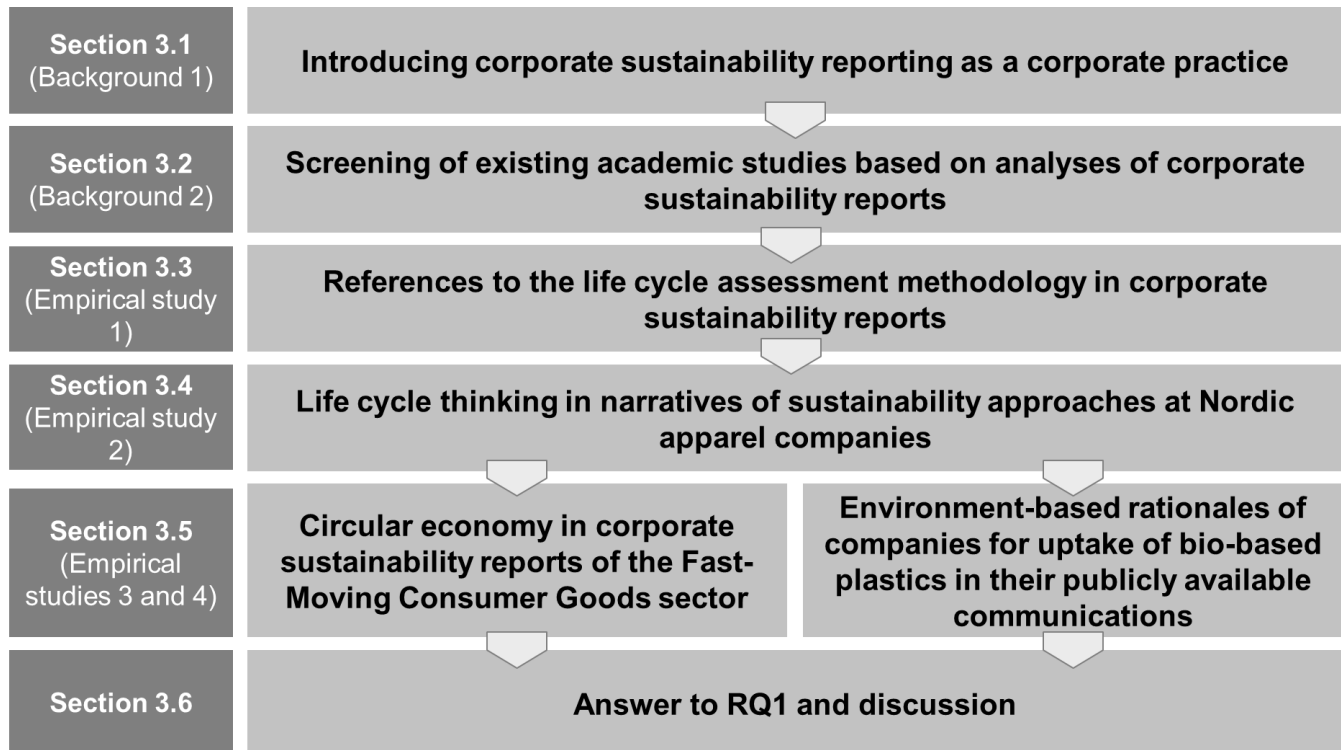 Section 3.1
(Background 1)
Introducing corporate sustainability reporting as a corporate practice
Section 3.2
(Background 2)
Screening of existing academic studies based on analyses of corporate
sustainability reports
Section 3.3
(Empirical study
1)
References to the life cycle assessment methodology in corporate
sustainability reports
Section 3.4
(Empirical study
2)
Life cycle thinking in narratives of sustainability approaches at Nordic
apparel companies
Section 3.5
(Empirical
studies 3 and 4)
Circular economy in corporate
sustainability reports of the Fast-
Moving Consumer Goods sector
Environment-based rationales of
companies for uptake of bio-based
plastics in their publicly available
communications
Section 3.6
Answer to RQ1 and discussion